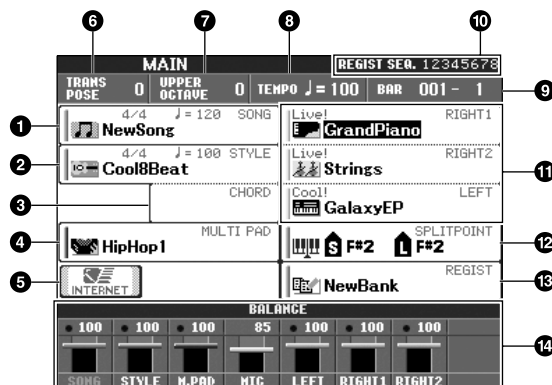 6 7 8 10
MAIN REGIST SEQ. 12345678
TRANS POSE 0 UPPER OCTAVE 0 TEMPO ♩= 100 BAR 001 - 1
9
1 4/4 ♩= 120 SONG
NewSong
Live! RIGHT1
GrandPiano
2 4/4 ♩= 100 STYLE
Cool8Beat
Live! RIGHT2
Strings
11
3 CHORD
Cool! LEFT
GalaxyEP
4 MULTI PAD
HipHop1
SPLITPOINT
S F#2 L F#2
12
5 INTERNET
REGIST
NewBank
13
BALANCE
100 100 100 85 100 100 100
14
SONG STYLE M.PAD MIC LEFT RIGHT1 RIGHT2